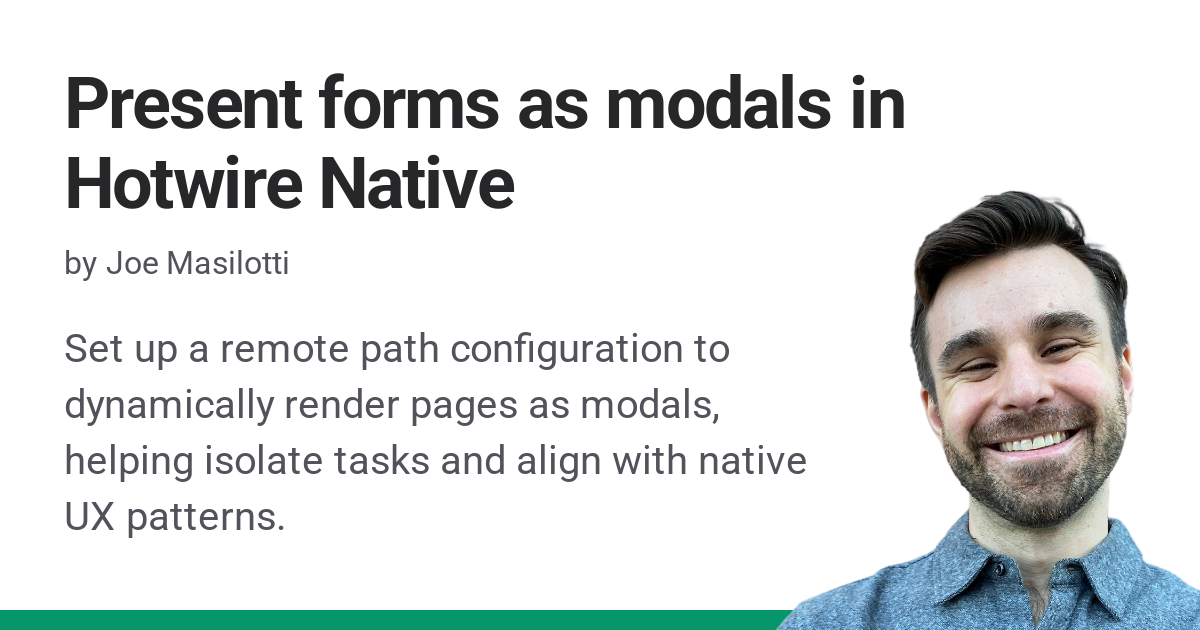 Present forms as modals in
Hotwire Native
by Joe Masilotti
Set up a remote path configuration to
dynamically render pages as modals,
helping isolate tasks and align with native
UX patterns.